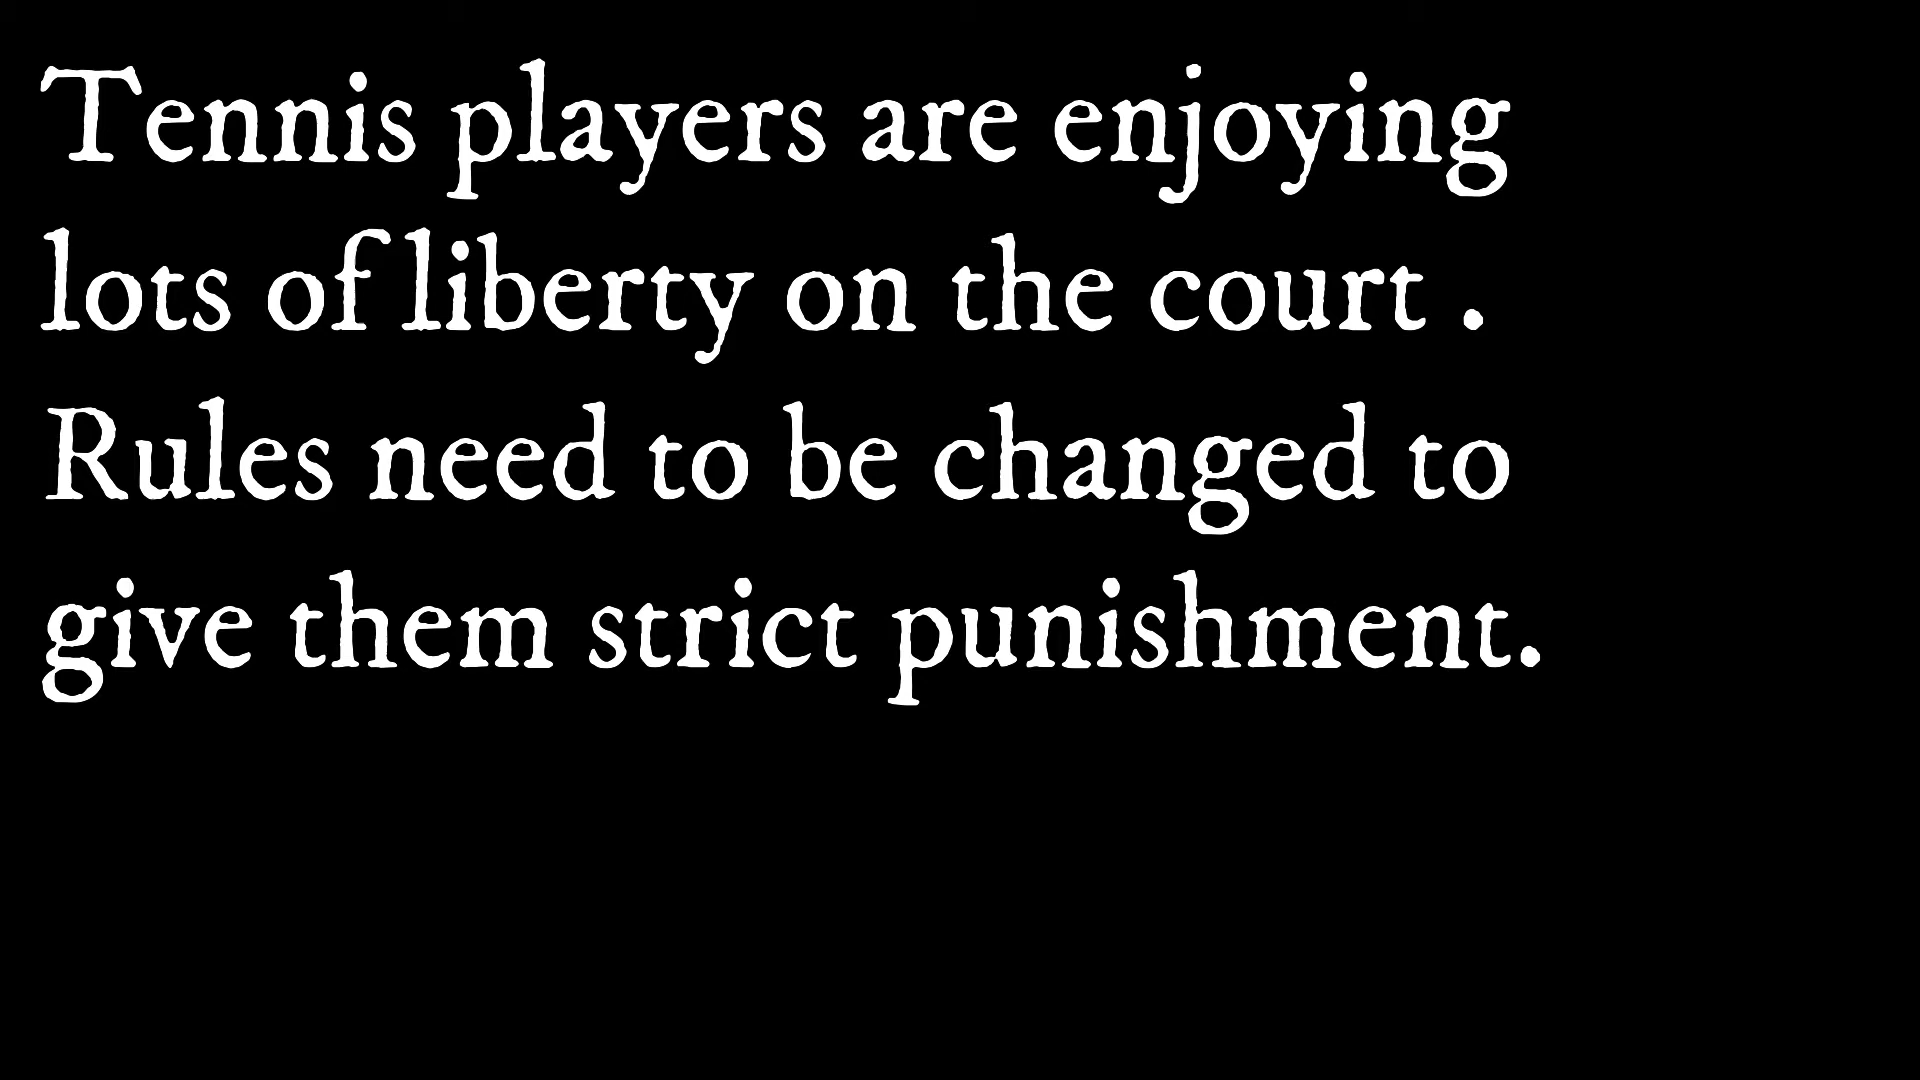 Tennis players are enjoying
lots of liberty on the court .
Rules need to be changed to
give them strict punishment.